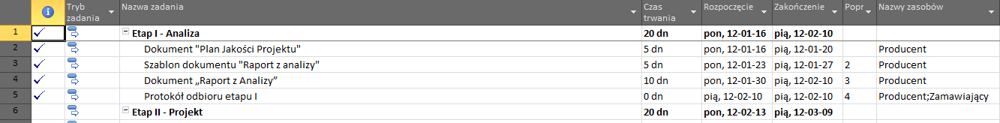 Tryb zadania Nazwa zadania Czas trwania Rozpoczęcie Zakończenie Popr Nazwy zasobów
1 Etap I - Analiza 20 dn pon, 12-01-16 pią, 12-02-10
2 Dokument "Plan Jakości Projektu" 5 dn pon, 12-01-16 pią, 12-01-20 Producent
3 Szablon dokumentu "Raport z analizy" 5 dn pon, 12-01-23 pią, 12-01-27 2 Producent
4 Dokument „Raport z Analizy” 10 dn pon, 12-01-30 pią, 12-02-10 3 Producent
5 Protokół odbioru etapu I 0 dn pią, 12-02-10 pią, 12-02-10 4 Producent;Zamawiający
6 Etap II - Projekt 20 dn pon, 12-02-13 pią, 12-03-09